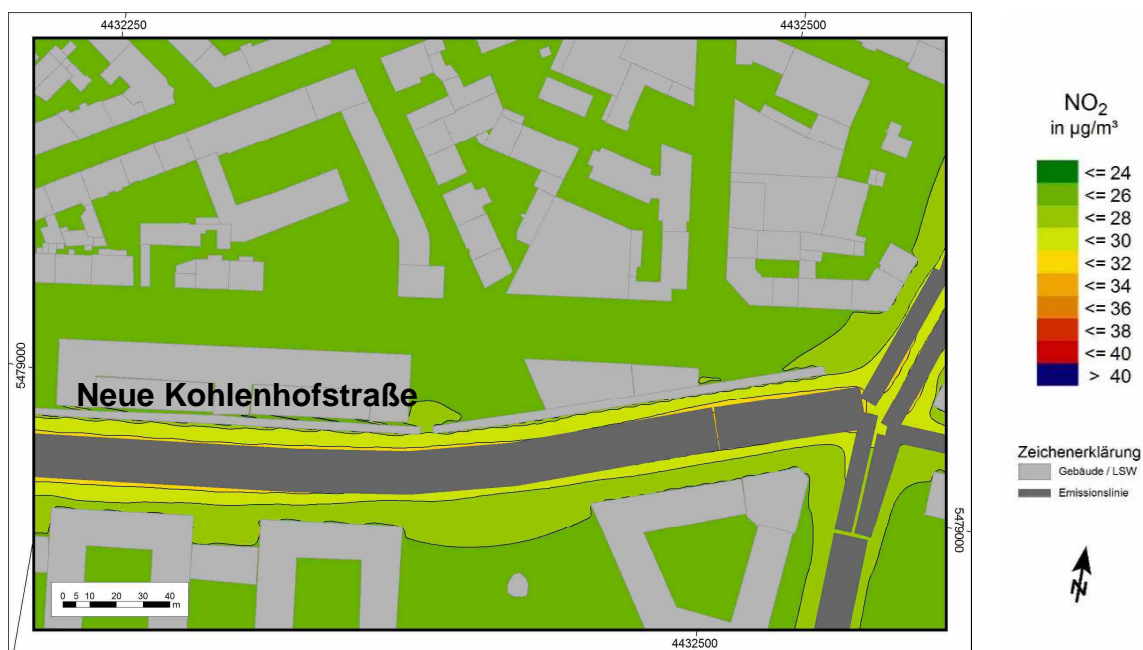 4432250
4432500
NO₂
in µg/m³
<= 24
<= 26
<= 28
<= 30
<= 32
<= 34
<= 36
<= 38
<= 40
> 40
5479000
Neue Kohlenhofstraße
Zeichenerklärung
Gebäude / LSW
Emissionslinie
5479000
0 5 10 20 30 40
m
N
4432500